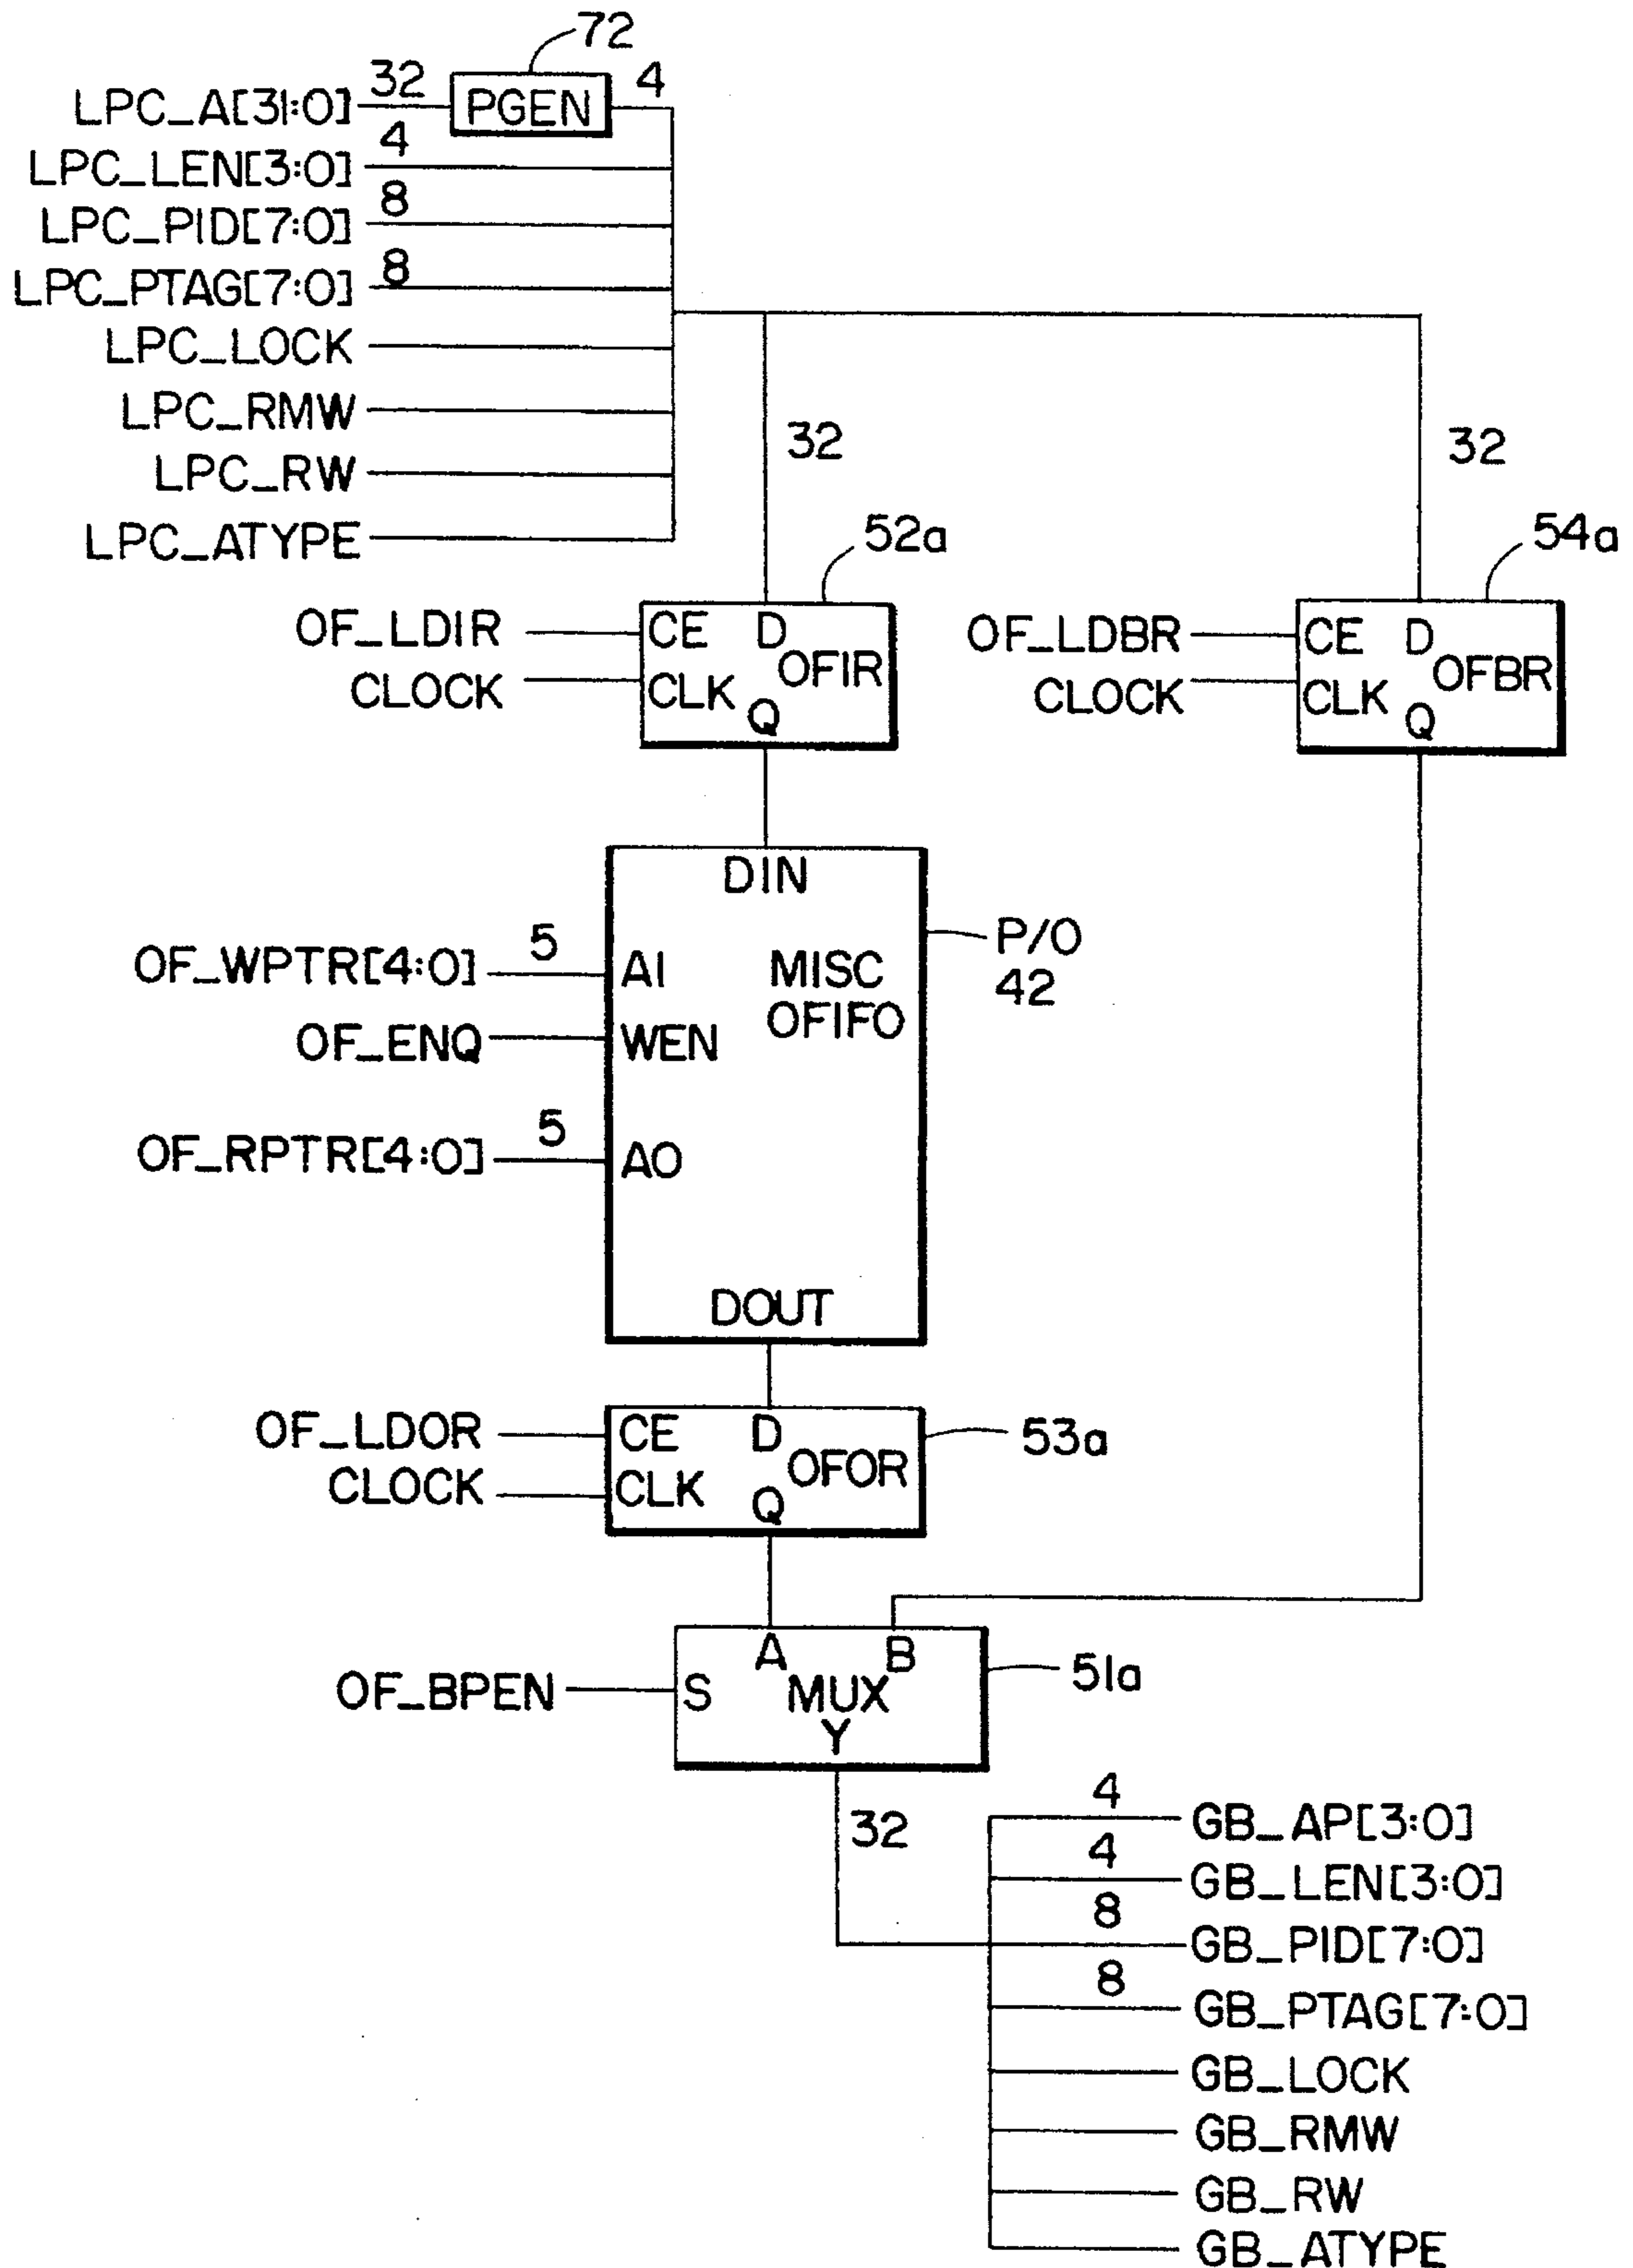 72
LPC_A[31:0] 32 PGEN 4
LPC_LEN[3:0] 4
LPC_PID[7:0] 8
LPC_PTAG[7:0] 8
LPC_LOCK
LPC_RMW
32 32
LPC_RW
LPC_ATYPE
52a 54a
OF_LDIR CE D OFIR
CLOCK CLK Q
OF_LDBR CE D OFBR
CLOCK CLK Q
DIN
P/O
42
OF_WPTR[4:0] 5 AI MISC
OFIFO
OF_ENQ WEN
OF_RPTR[4:0] 5 AO
DOUT
OF_LDOR CE D OFOR 53a
CLOCK CLK Q
A B
OF_BPEN S MUX 51a
Y
32
4 GB_AP[3:0]
4 GB_LEN[3:0]
8 GB_PID[7:0]
8 GB_PTAG[7:0]
GB_LOCK
GB_RMW
GB_RW
GB_ATYPE